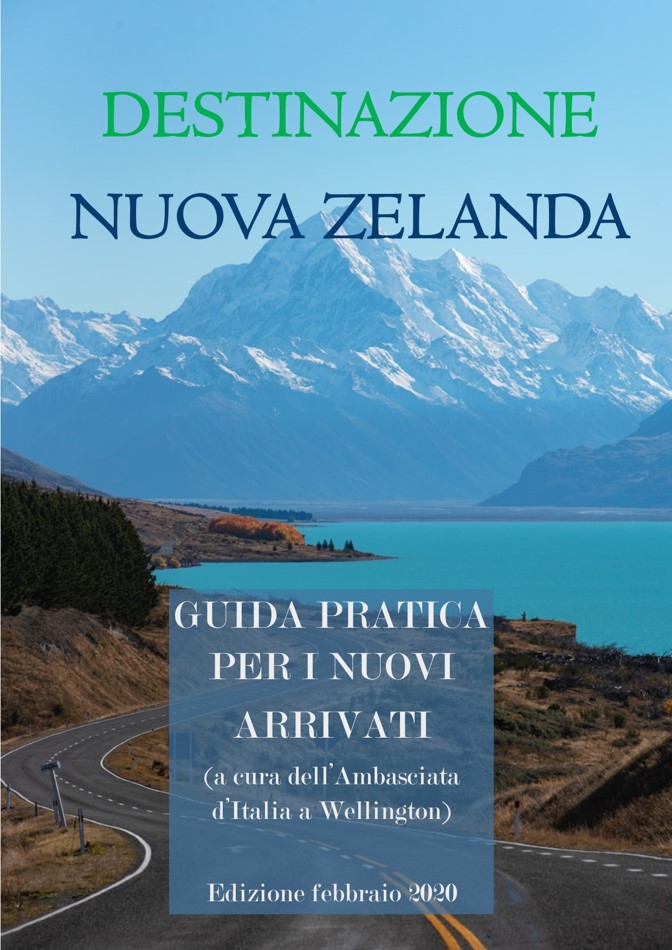 DESTINAZIONE
NUOVA ZELANDA
GUIDA PRATICA
PER I NUOVI
ARRIVATI
(a cura dell'Ambasciata
d'Italia a Wellington)
Edizione febbraio 2020